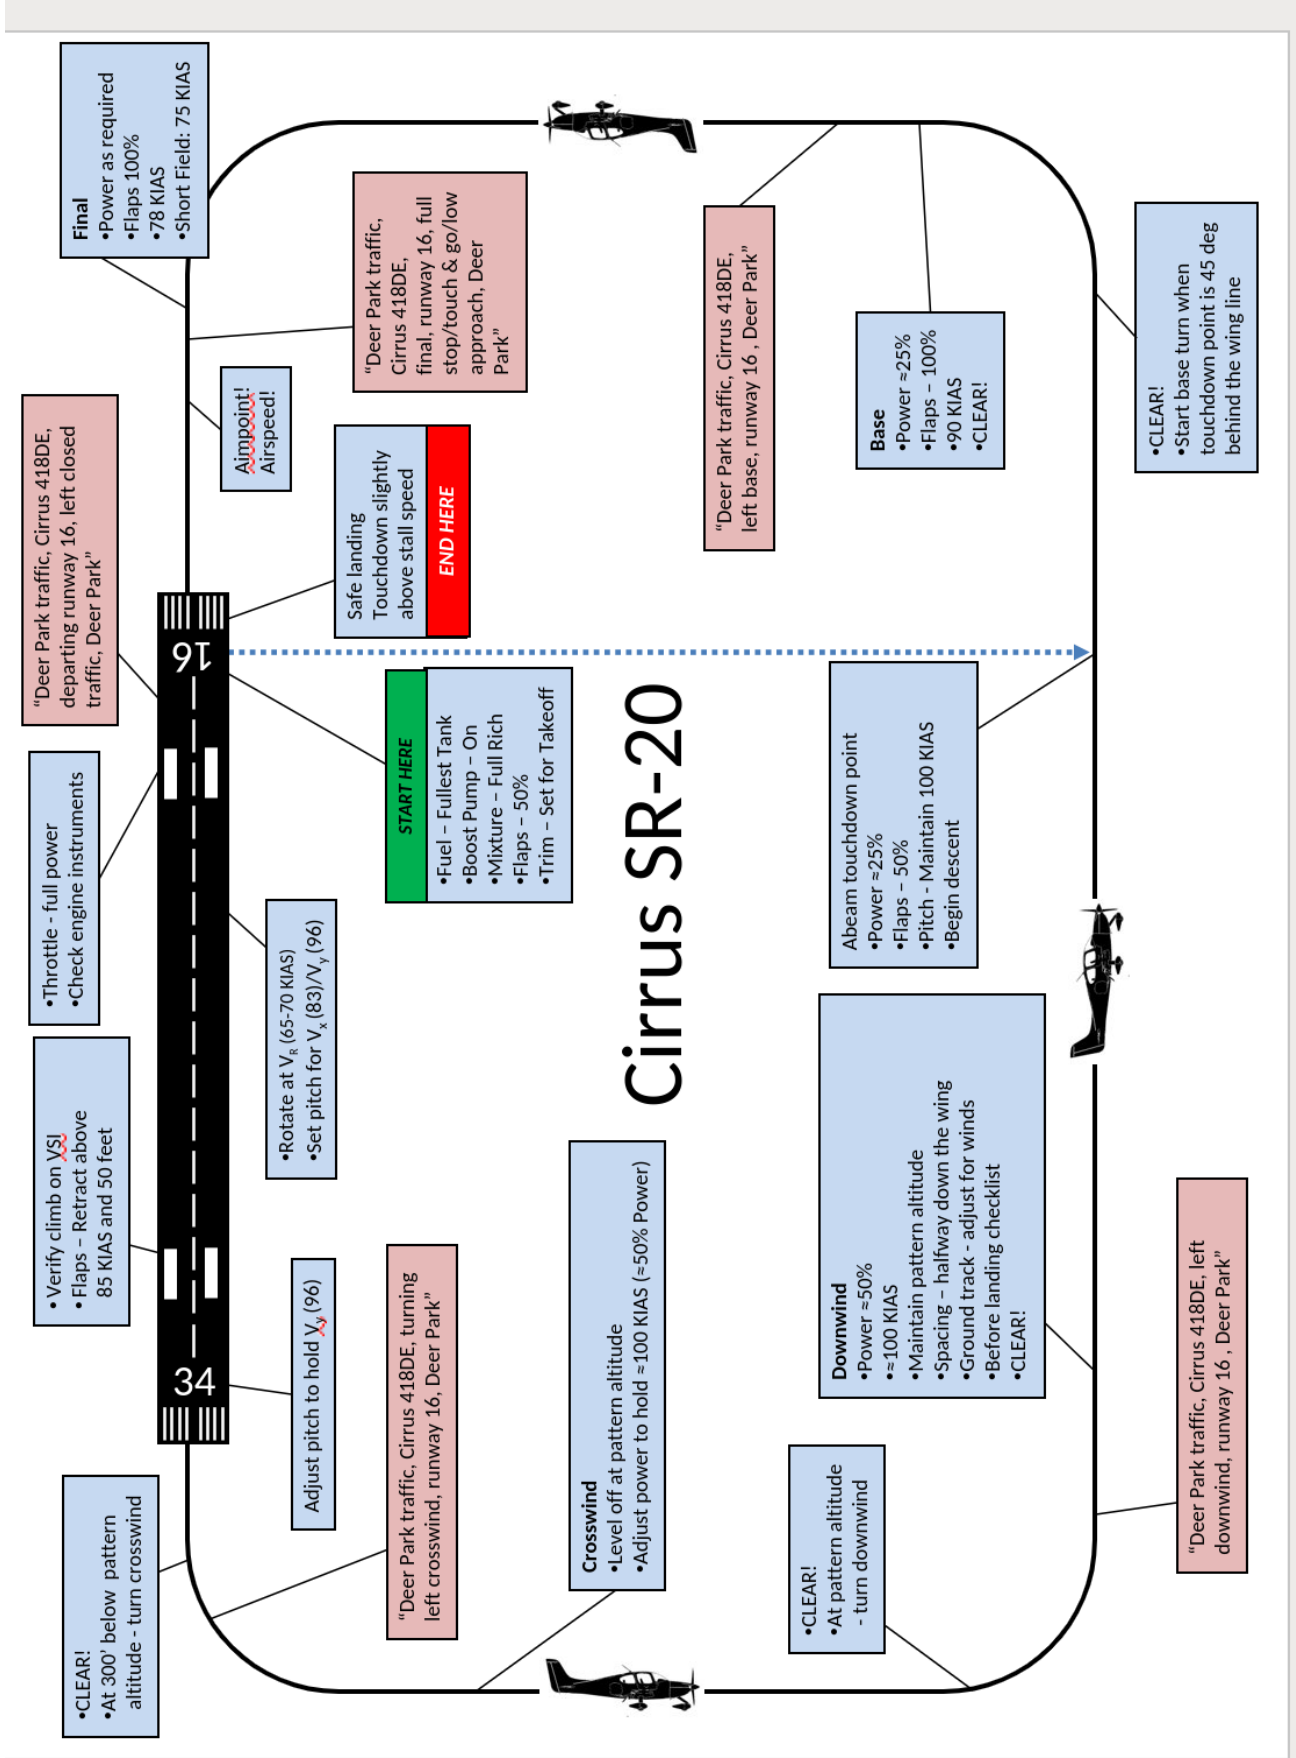 •CLEAR!
•At 300’ below pattern
altitude - turn crosswind
• Verify climb on VSI
• Flaps – Retract above
85 KIAS and 50 feet
•Throttle - full power
•Check engine instruments
“Deer Park traffic, Cirrus 418DE,
departing runway 16, left closed
traffic, Deer Park”
Final
•Power as required
•Flaps 100%
•78 KIAS
•Short Field: 75 KIAS
34
16
Adjust pitch to hold Vy (96)
•Rotate at VR (65-70 KIAS)
•Set pitch for Vx (83)/Vy (96)
Aimpoint!
Airspeed!
“Deer Park traffic, Cirrus 418DE, turning
left crosswind, runway 16, Deer Park”
START HERE
•Fuel – Fullest Tank
•Boost Pump – On
•Mixture – Full Rich
•Flaps – 50%
•Trim – Set for Takeoff
Safe landing
Touchdown slightly
above stall speed
END HERE
“Deer Park traffic,
Cirrus 418DE,
final, runway 16, full
stop/touch & go/low
approach, Deer
Park”
Crosswind
•Level off at pattern altitude
•Adjust power to hold ≈100 KIAS (≈50% Power)
Cirrus SR-20
“Deer Park traffic, Cirrus 418DE,
left base, runway 16 , Deer Park”
•CLEAR!
•At pattern altitude
- turn downwind
Downwind
•Power ≈50%
•≈100 KIAS
•Maintain pattern altitude
•Spacing – halfway down the wing
•Ground track - adjust for winds
•Before landing checklist
•CLEAR!
Abeam touchdown point
•Power ≈25%
•Flaps – 50%
•Pitch - Maintain 100 KIAS
•Begin descent
Base
•Power ≈25%
•Flaps – 100%
•90 KIAS
•CLEAR!
“Deer Park traffic, Cirrus 418DE, left
downwind, runway 16 , Deer Park”
•CLEAR!
•Start base turn when
touchdown point is 45 deg
behind the wing line